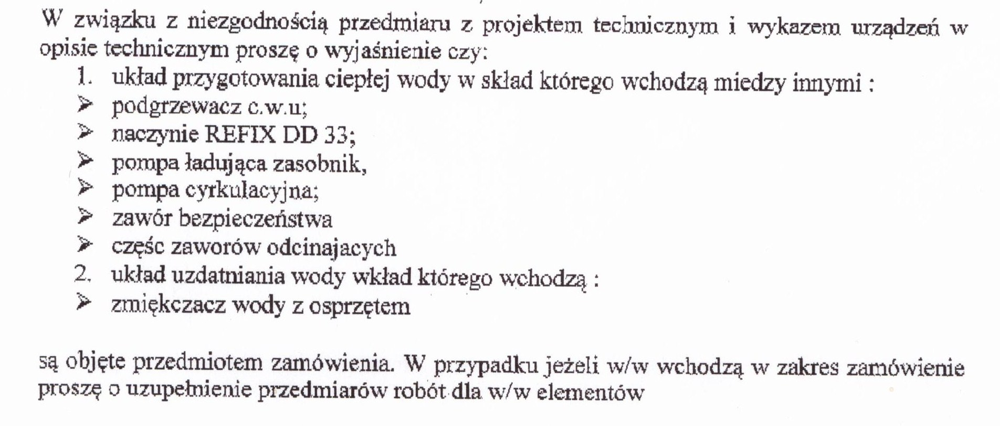 W związku z niezgodnością przedmiaru z projektem technicznym i wykazem urządzeń w
opisie technicznym proszę o wyjaśnienie czy:
1. układ przygotowania ciepłej wody w skład którego wchodzą miedzy innymi :
➢ podgrzewacz c.w.u;
➢ naczynie REFIX DD 33;
➢ pompa ładująca zasobnik,
➢ pompa cyrkulacyjna;
➢ zawór bezpieczeństwa
➢ częśc zaworów odcinajacych
2. układ uzdatniania wody wkład którego wchodzą :
➢ zmiękczacz wody z osprzętem
są objęte przedmiotem zamówienia. W przypadku jeżeli w/w wchodzą w zakres zamówienie
proszę o uzupełnienie przedmiarów robót dla w/w elementów